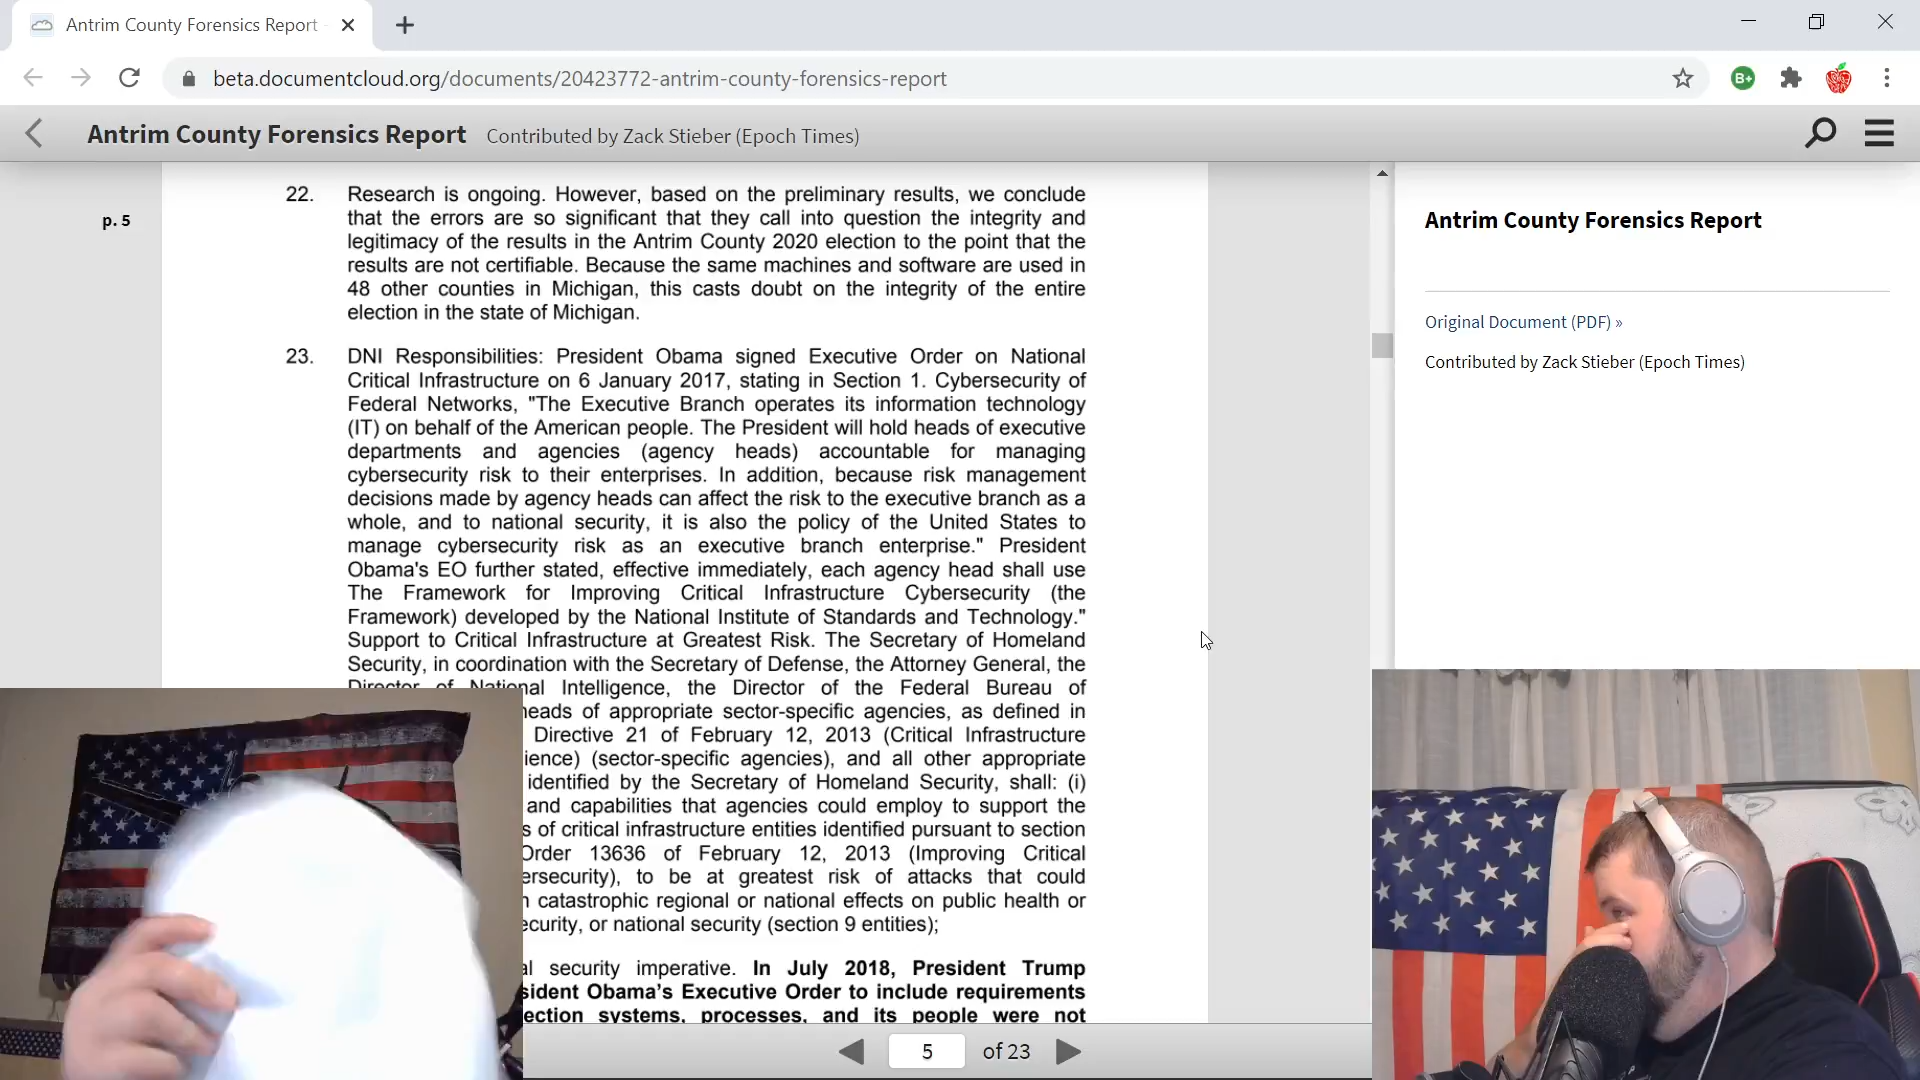 Antrim County Forensics Report
beta.documentcloud.org/documents/20423772-antrim-county-forensics-report
B+
Antrim County Forensics Report Contributed by Zack Stieber (Epoch Times)
p. 5
22. Research is ongoing. However, based on the preliminary results, we conclude
that the errors are so significant that they call into question the integrity and
legitimacy of the results in the Antrim County 2020 election to the point that the
results are not certifiable. Because the same machines and software are used in
48 other counties in Michigan, this casts doubt on the integrity of the entire
election in the state of Michigan.
23. DNI Responsibilities: President Obama signed Executive Order on National
Critical Infrastructure on 6 January 2017, stating in Section 1. Cybersecurity of
Federal Networks, "The Executive Branch operates its information technology
(IT) on behalf of the American people. The President will hold heads of executive
departments and agencies (agency heads) accountable for managing
cybersecurity risk to their enterprises. In addition, because risk management
decisions made by agency heads can affect the risk to the executive branch as a
whole, and to national security, it is also the policy of the United States to
manage cybersecurity risk as an executive branch enterprise." President
Obama's EO further stated, effective immediately, each agency head shall use
The Framework for Improving Critical Infrastructure Cybersecurity (the
Framework) developed by the National Institute of Standards and Technology."
Support to Critical Infrastructure at Greatest Risk. The Secretary of Homeland
Security, in coordination with the Secretary of Defense, the Attorney General, the
Director of National Intelligence, the Director of the Federal Bureau of
heads of appropriate sector-specific agencies, as defined in
Directive 21 of February 12, 2013 (Critical Infrastructure
ience) (sector-specific agencies), and all other appropriate
identified by the Secretary of Homeland Security, shall: (i)
and capabilities that agencies could employ to support the
s of critical infrastructure entities identified pursuant to section
Order 13636 of February 12, 2013 (Improving Critical
ersecurity), to be at greatest risk of attacks that could
catastrophic regional or national effects on public health or
ecurity, or national security (section 9 entities);
al security imperative. In July 2018, President Trump
sident Obama's Executive Order to include requirements
ection systems, processes, and its people were not
5 of 23
Antrim County Forensics Report
Original Document (PDF) »
Contributed by Zack Stieber (Epoch Times)